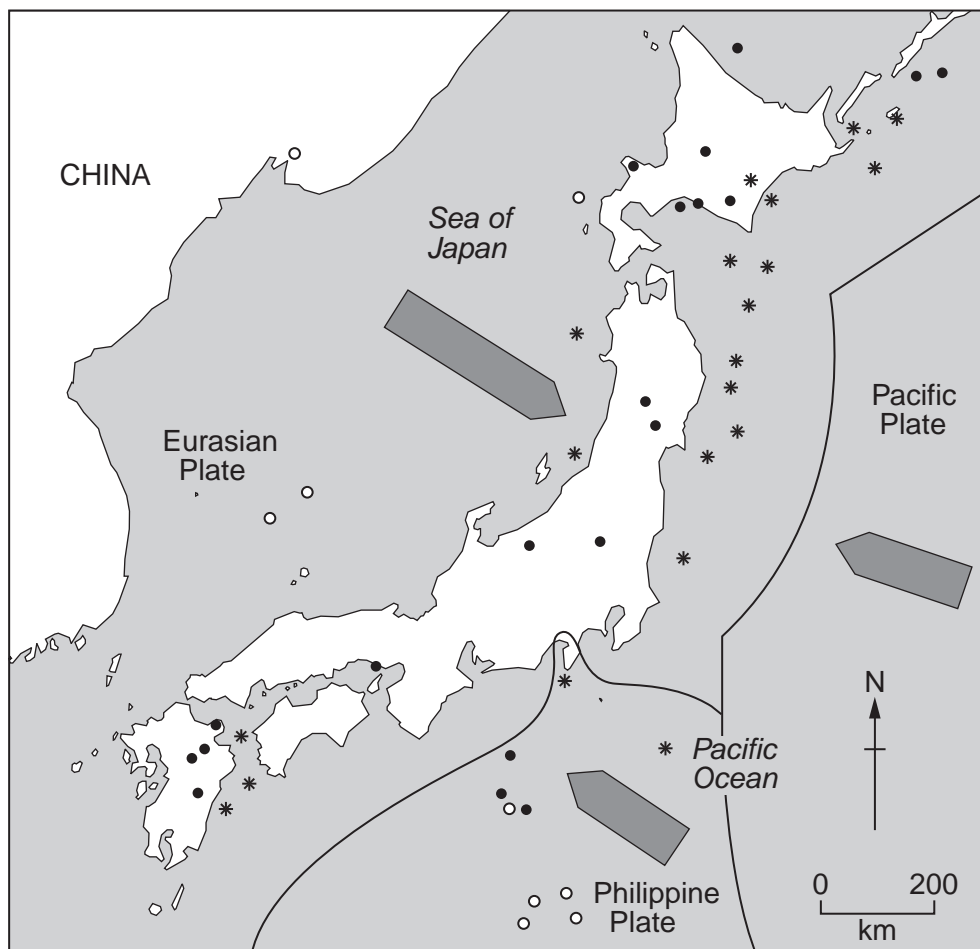 CHINA
Sea of
Japan
Eurasian
Plate
Pacific
Plate
N
Pacific
Ocean
Philippine
Plate
0 200
km